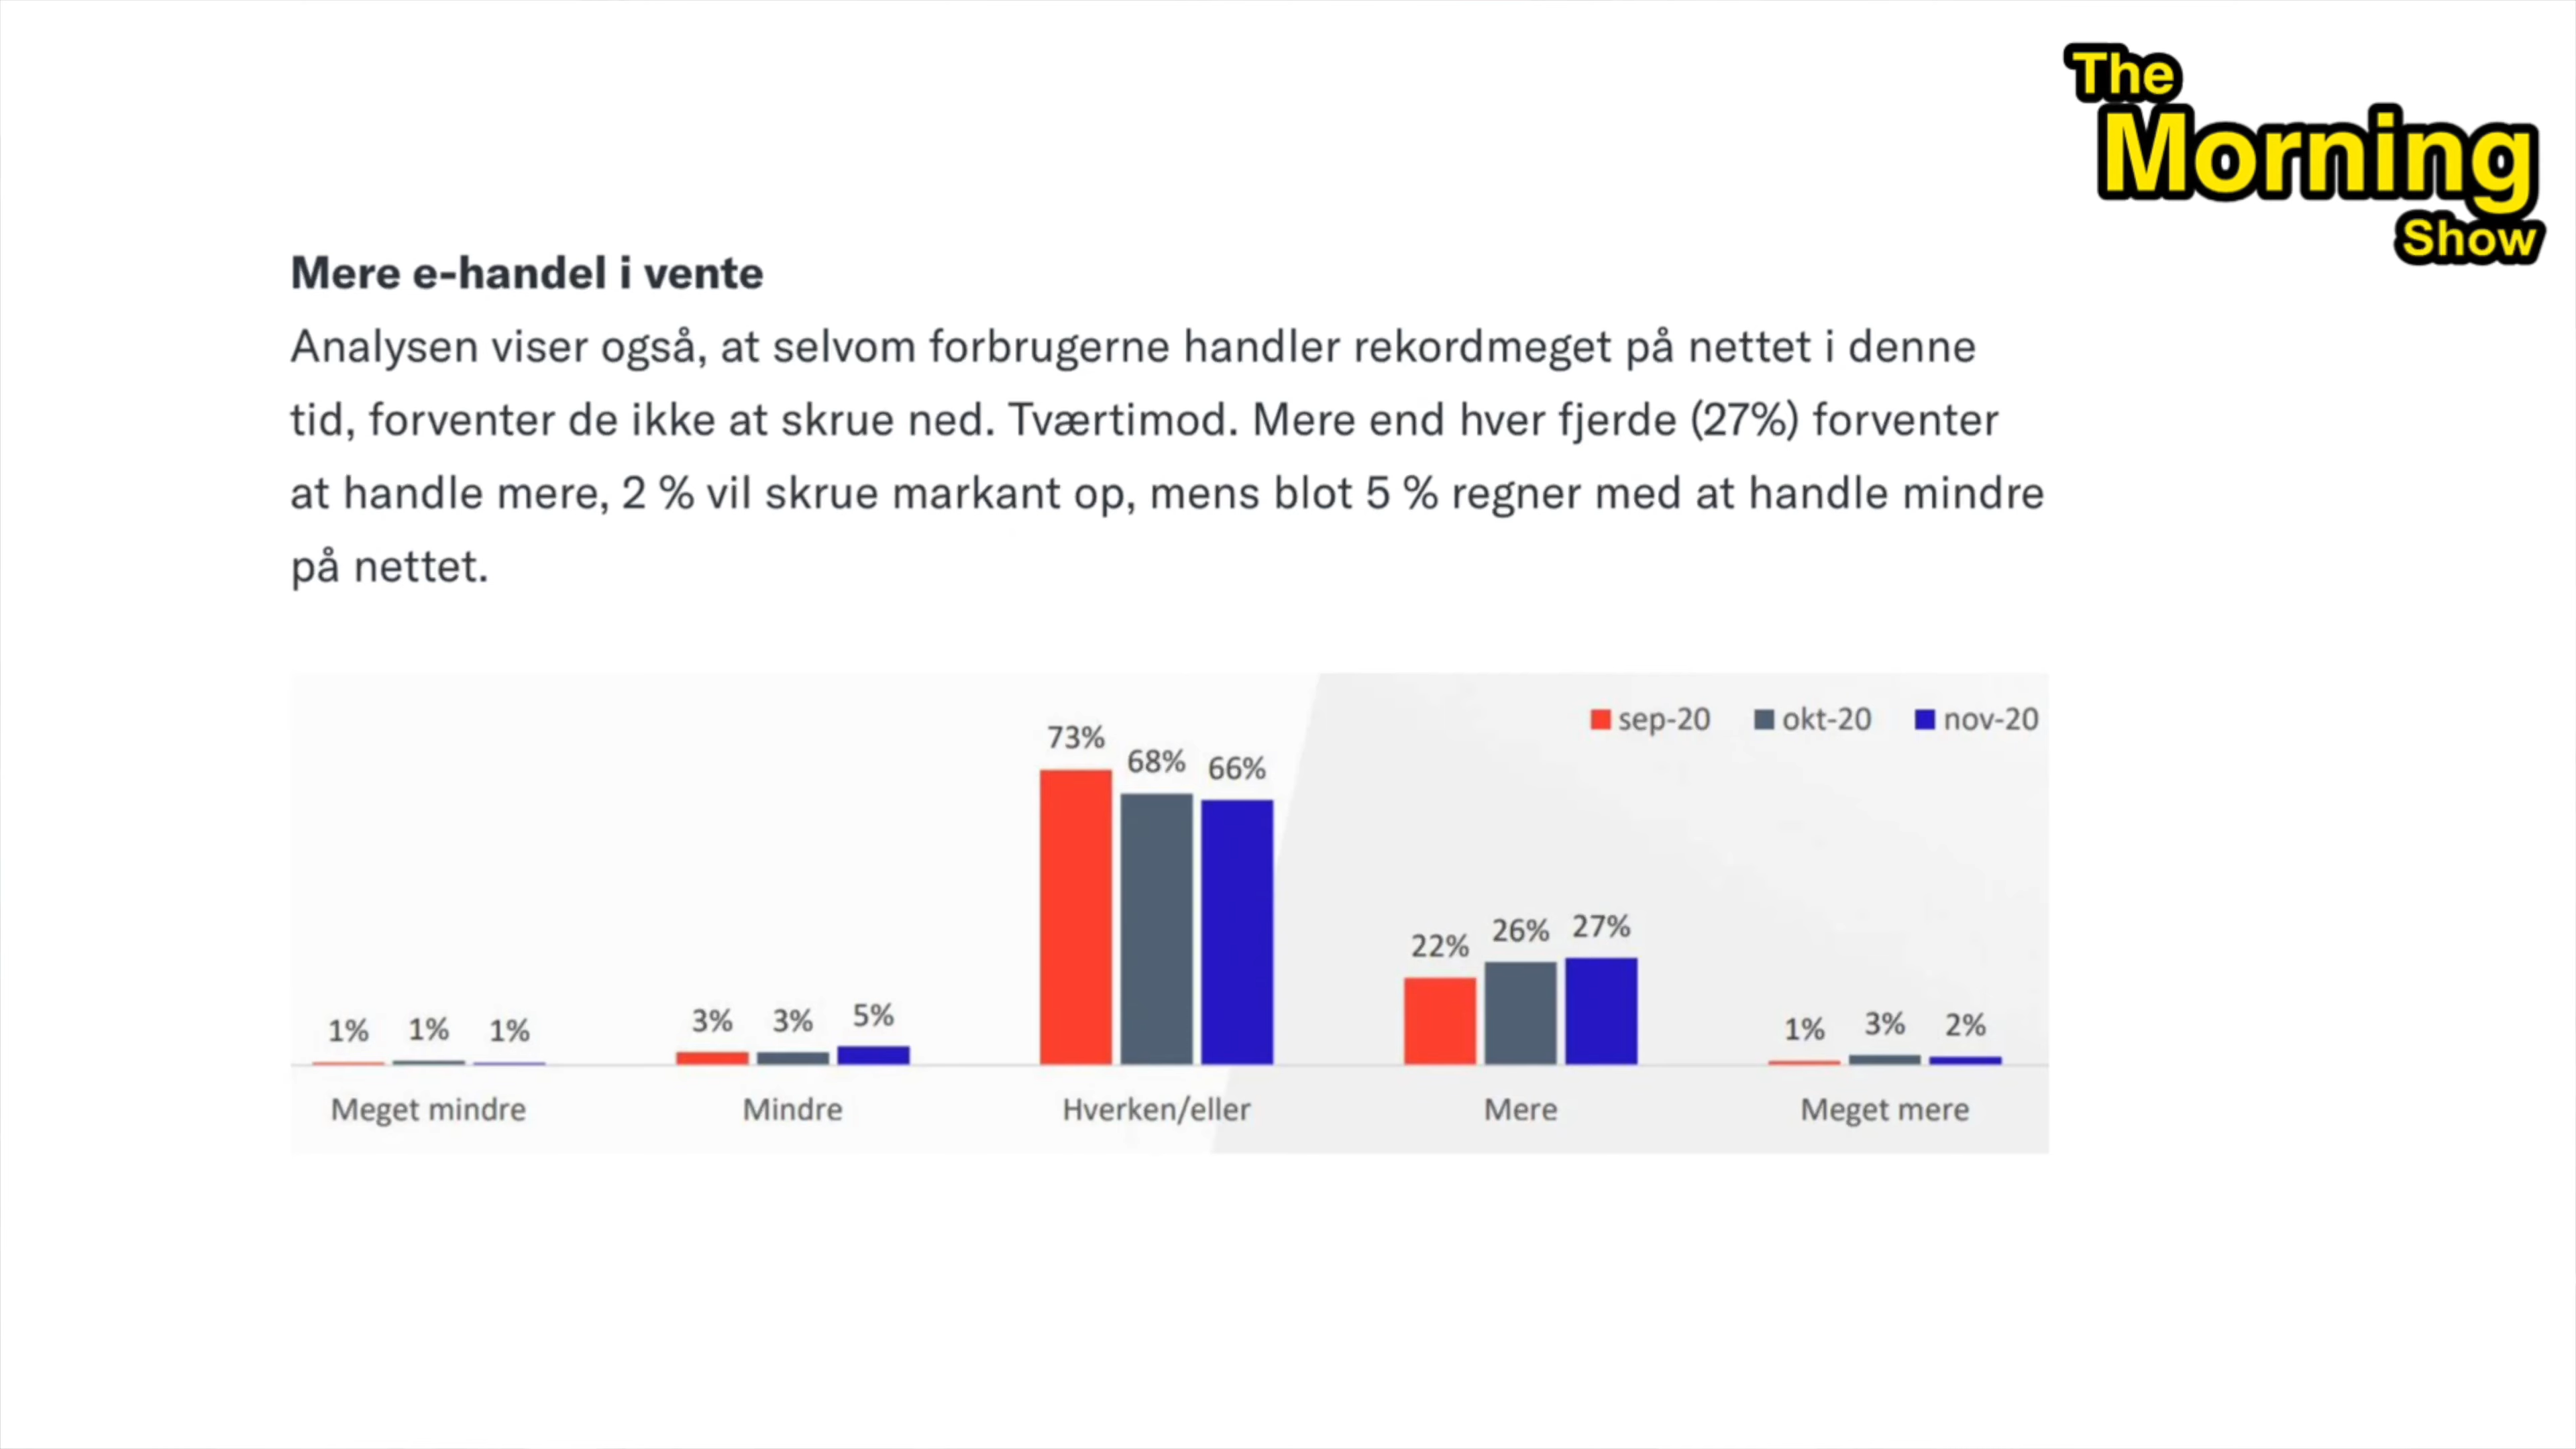 The
Morning
Show
Mere e-handel i vente
Analysen viser også, at selvom forbrugerne handler rekordmeget på nettet i denne
tid, forventer de ikke at skrue ned. Tværtimod. Mere end hver fjerde (27%) forventer
at handle mere, 2 % vil skrue markant op, mens blot 5 % regner med at handle mindre
på nettet.
sep-20 okt-20 nov-20
1% 1% 1%
3% 3% 5%
73% 68% 66%
22% 26% 27%
1% 3% 2%
Meget mindre Mindre Hverken/eller Mere Meget mere